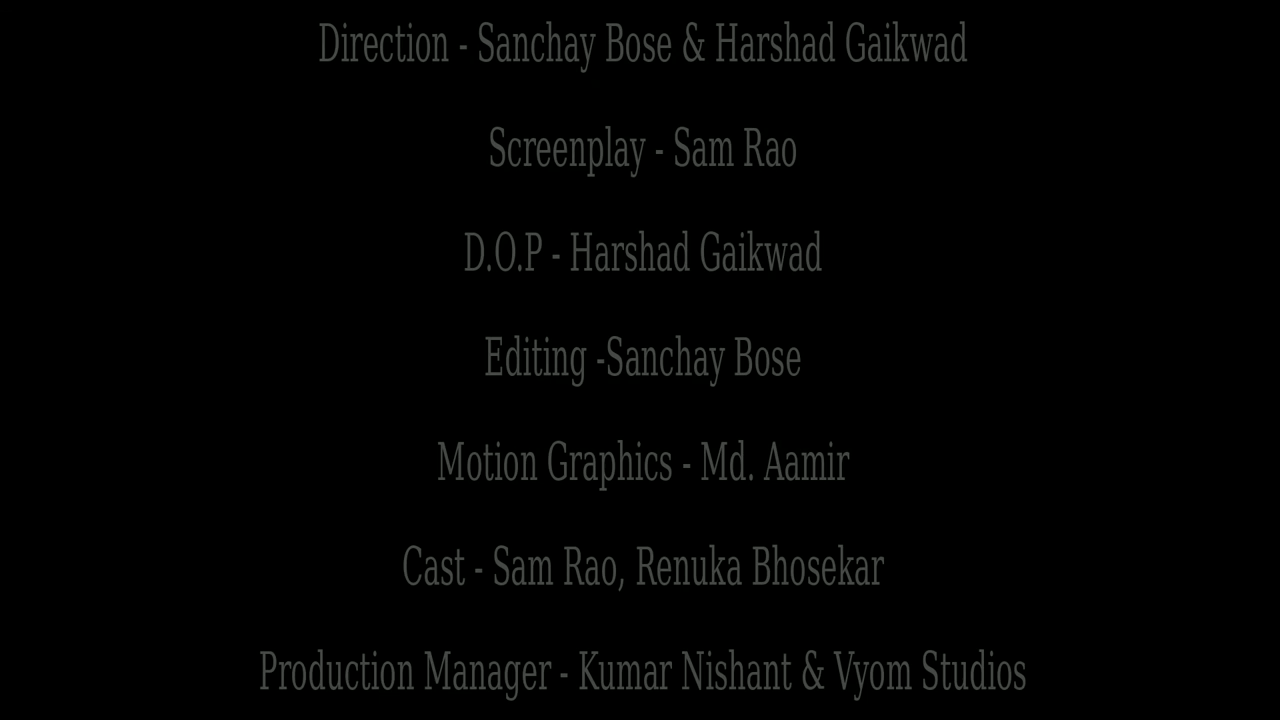 Direction - Sanchay Bose & Harshad Gaikwad
Screenplay - Sam Rao
D.O.P - Harshad Gaikwad
Editing -Sanchay Bose
Motion Graphics - Md. Aamir
Cast - Sam Rao, Renuka Bhosekar
Production Manager - Kumar Nishant & Vyom Studios